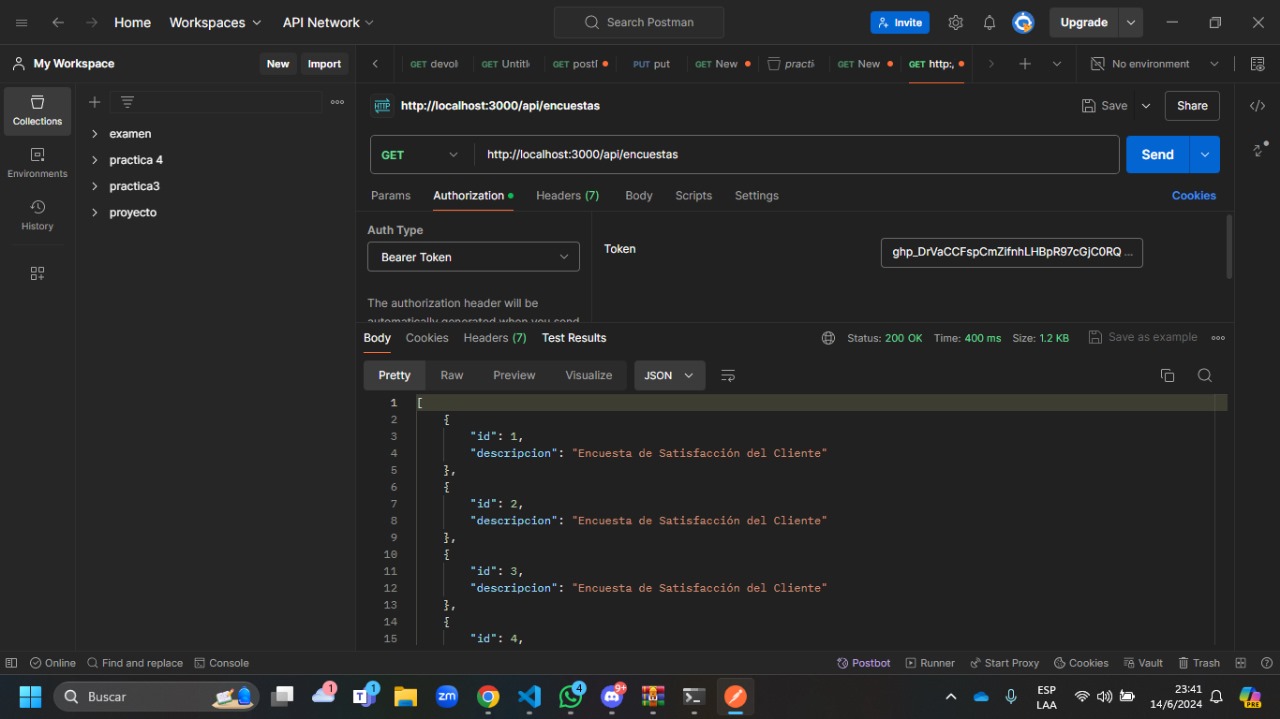 Home Workspaces API Network Search Postman Invite Upgrade
My Workspace New Import GET devol GET Untitl GET postl PUT put GET New practi GET New GET http:, No environment
Collections
Environments
History
examen
practica 4
practica3
proyecto
HTTP http://localhost:3000/api/encuestas Save Share
GET http://localhost:3000/api/encuestas Send
Params Authorization Headers (7) Body Scripts Settings Cookies
Auth Type
Bearer Token
Token ghp_DrVaCCFspCmZifnhLHBpR97cGjC0RQ ...
The authorization header will be
automatically generated when you send
Body Cookies Headers (7) Test Results Status: 200 OK Time: 400 ms Size: 1.2 KB Save as example
Pretty Raw Preview Visualize JSON
1 [
2 {
3 "id": 1,
4 "descripcion": "Encuesta de Satisfacción del Cliente"
5 },
6 {
7 "id": 2,
8 "descripcion": "Encuesta de Satisfacción del Cliente"
9 },
10 {
11 "id": 3,
12 "descripcion": "Encuesta de Satisfacción del Cliente"
13 },
14 {
15 "id": 4,
Online Find and replace Console Postbot Runner Start Proxy Cookies Vault Trash
Buscar 1 1 zm 4 9+ ESP 23:41
LAA 14/6/2024 PRE